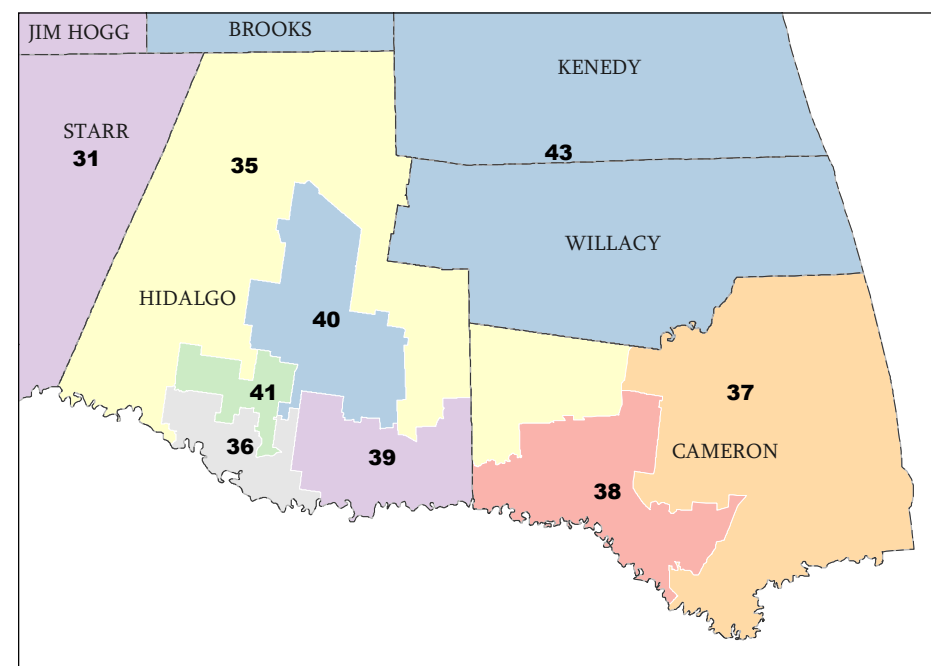 JIM HOGG
BROOKS
KENEDY
STARR
31
35
43
WILLACY
HIDALGO
40
41
37
36
39
CAMERON
38